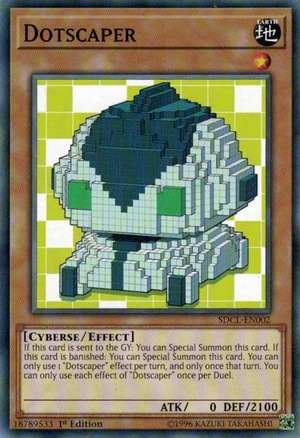 DOTSCAPER
EARTH
地
SDCL-EN002
[CYBERSE/EFFECT]
If this card is sent to the GY: You can Special Summon this card. If
this card is banished: You can Special Summon this card. You can
only use 1 "Dotscaper" effect per turn, and only once that turn. You
can only use each effect of "Dotscaper" once per Duel.
ATK/ 0 DEF/2100
18789533 1st Edition ©1996 KAZUKI TAKAHASHI